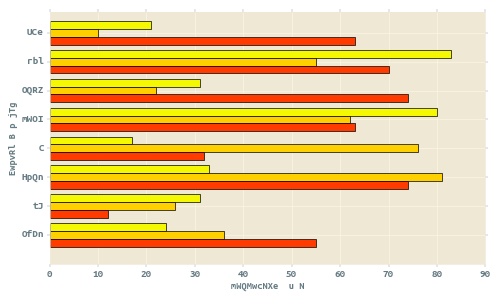 UCe
rbl
OQRZ
mWOI
C
HpQn
tJ
OfDn
EwpvRl B p jTg
0 10 20 30 40 50 60 70 80 90
mWQMwcNXe u N